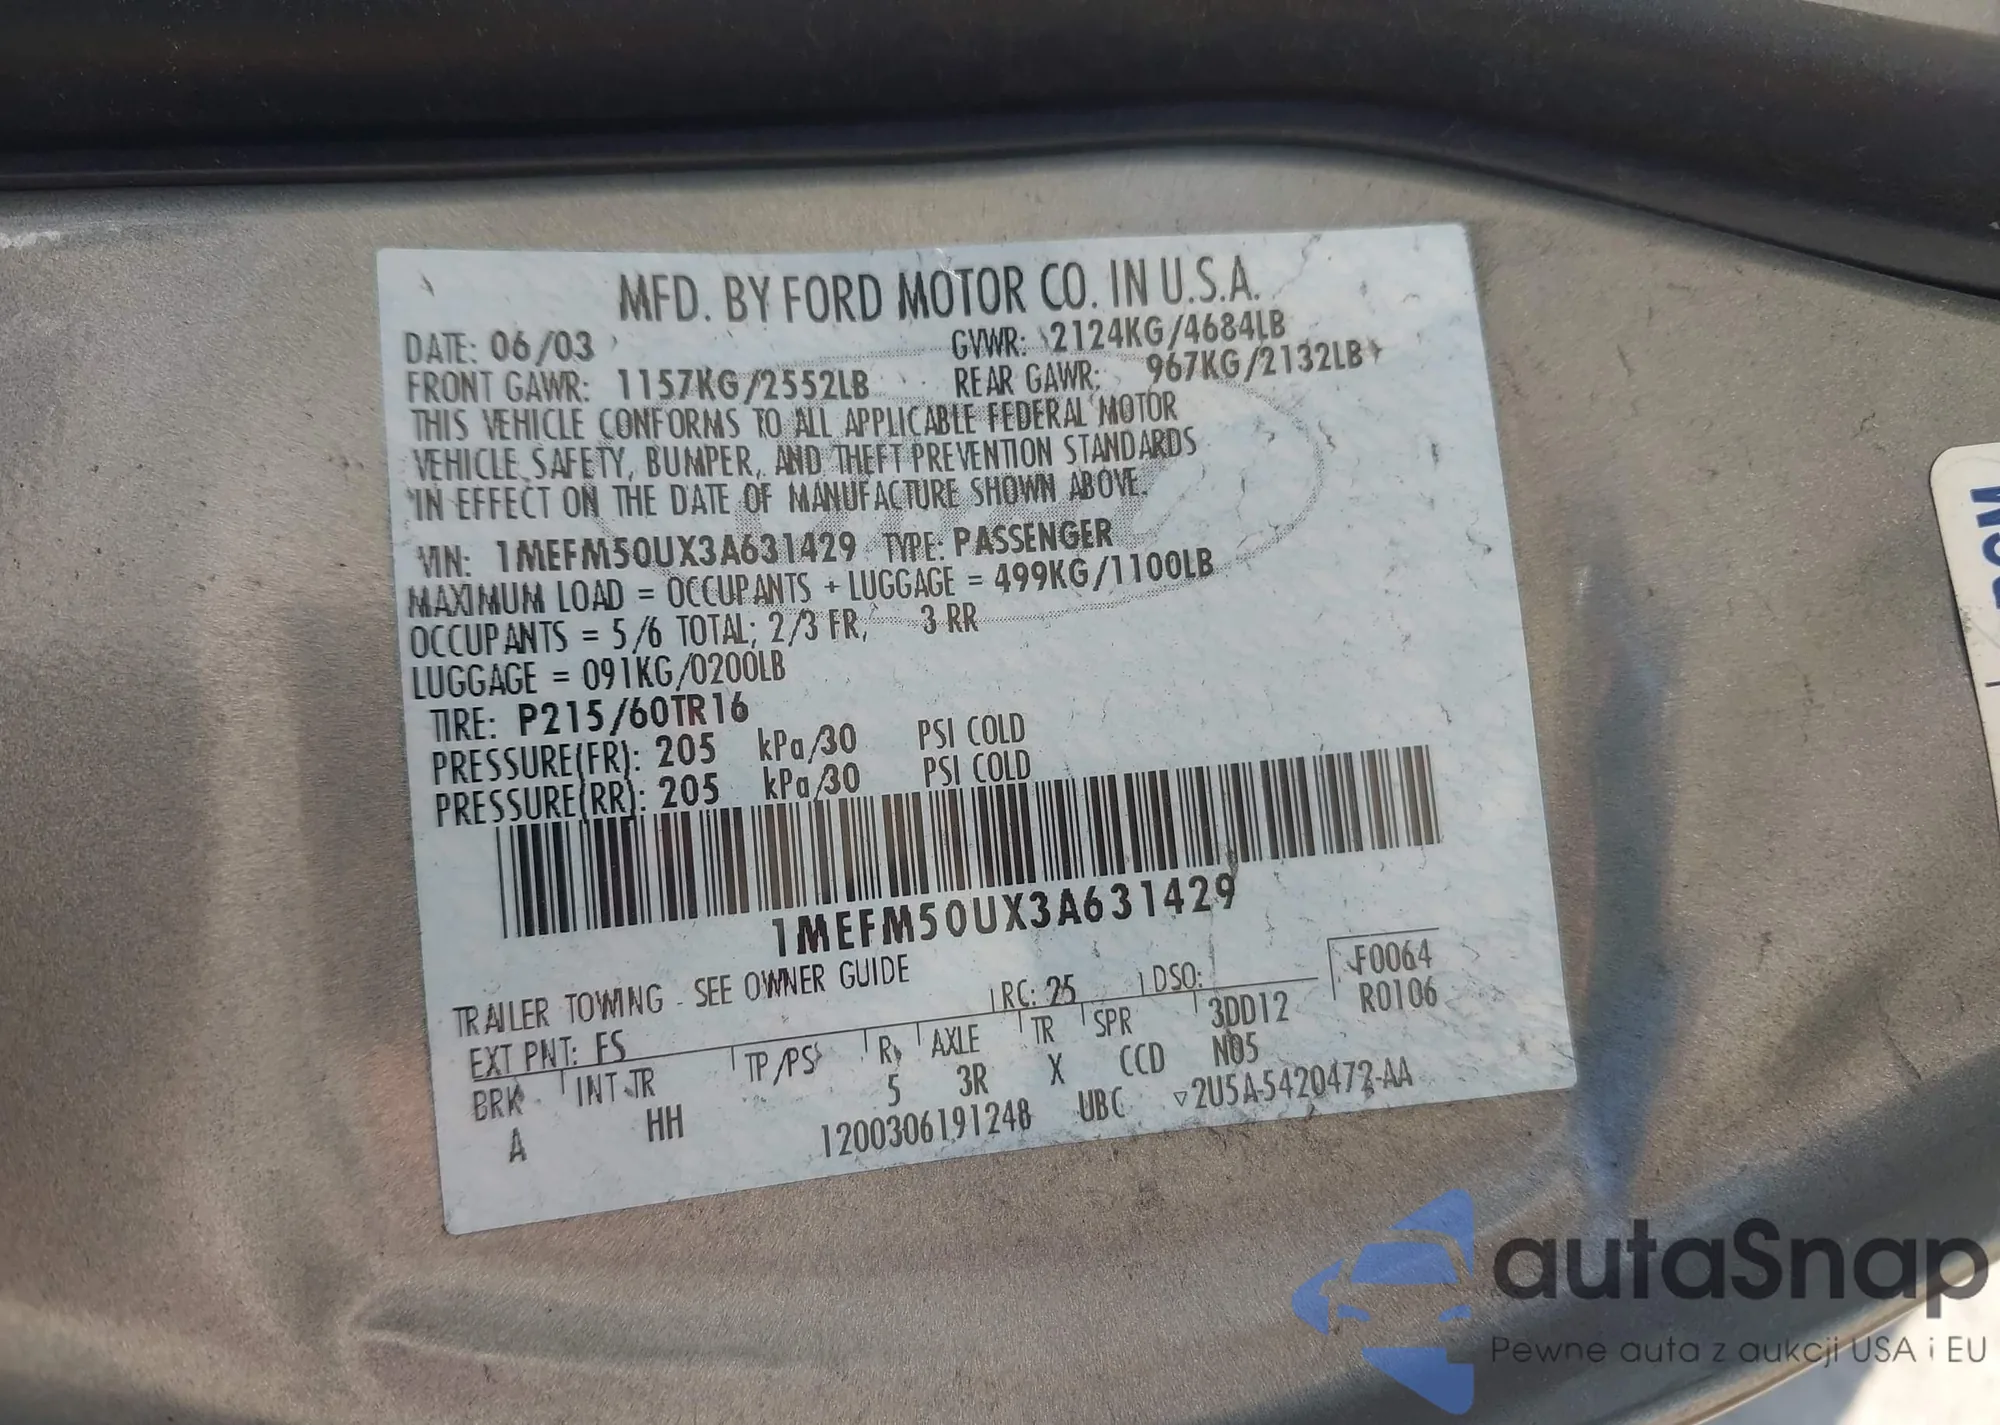 MFD. BY FORD MOTOR CO. IN U.S.A.
DATE: 06/03 GVWR: 2124KG/4684LB
FRONT GAWR: 1157KG/2552LB REAR GAWR: 967KG/2132LB
THIS VEHICLE CONFORMS TO ALL APPLICABLE FEDERAL MOTOR
VEHICLE SAFETY, BUMPER, AND THEFT PREVENTION STANDARDS
IN EFFECT ON THE DATE OF MANUFACTURE SHOWN ABOVE.
VIN: 1MEFM50UX3A631429 TYPE: PASSENGER
MAXIMUM LOAD = OCCUPANTS + LUGGAGE = 499KG/1100LB
OCCUPANTS = 5/6 TOTAL; 2/3 FR, 3 RR
LUGGAGE = 091KG/0200LB
TIRE: P215/60TR16
PRESSURE(FR): 205 kPa/30 PSI COLD
PRESSURE(RR): 205 kPa/30 PSI COLD
1MEFM50UX3A631429
TRAILER TOWING - SEE OWNER GUIDE
EXT PNT: FS RC: 25 DSO: F0064
BRK INT TR TP/PS R AXLE TR SPR 3DD12 R0106
A HH 5 3R X CCD N05
1200306191248 UBC ▽2U5A-5420472-AA
autaSnap
Pewne auta z aukcji USA i EU